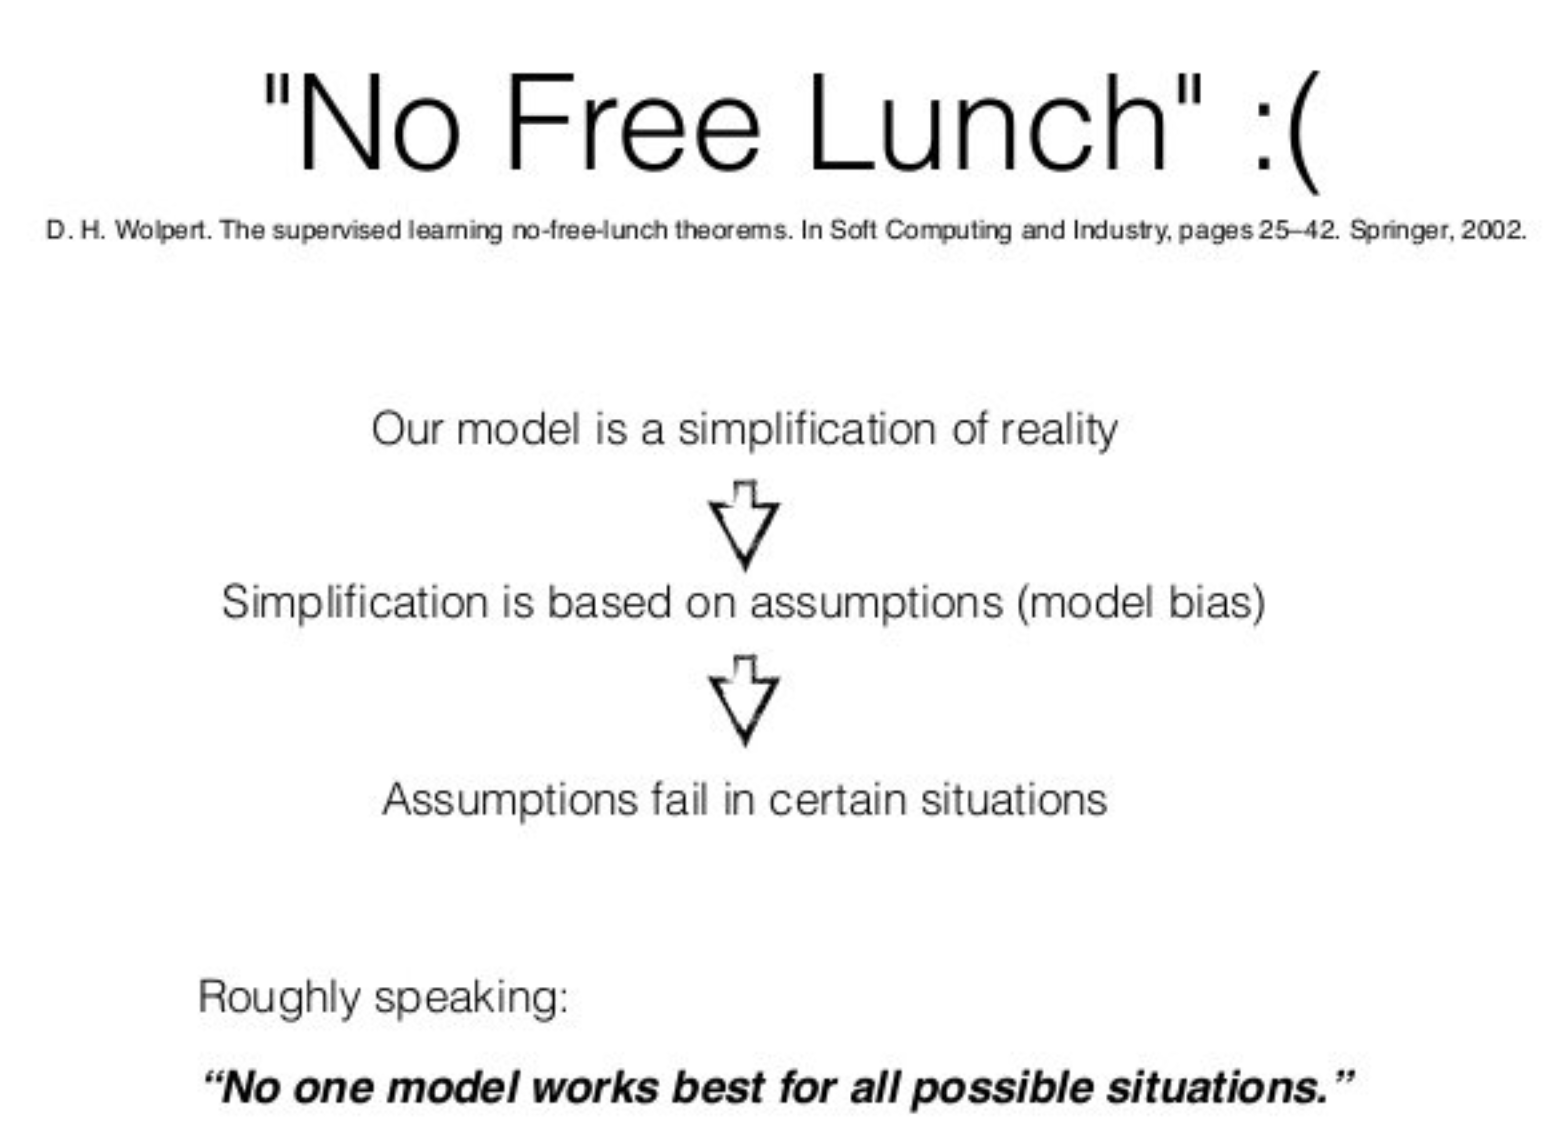 "No Free Lunch" :(
D. H. Wolpert. The supervised learning no-free-lunch theorems. In Soft Computing and Industry, pages 25–42. Springer, 2002.
Our model is a simplification of reality
Simplification is based on assumptions (model bias)
Assumptions fail in certain situations
Roughly speaking:
“No one model works best for all possible situations.”